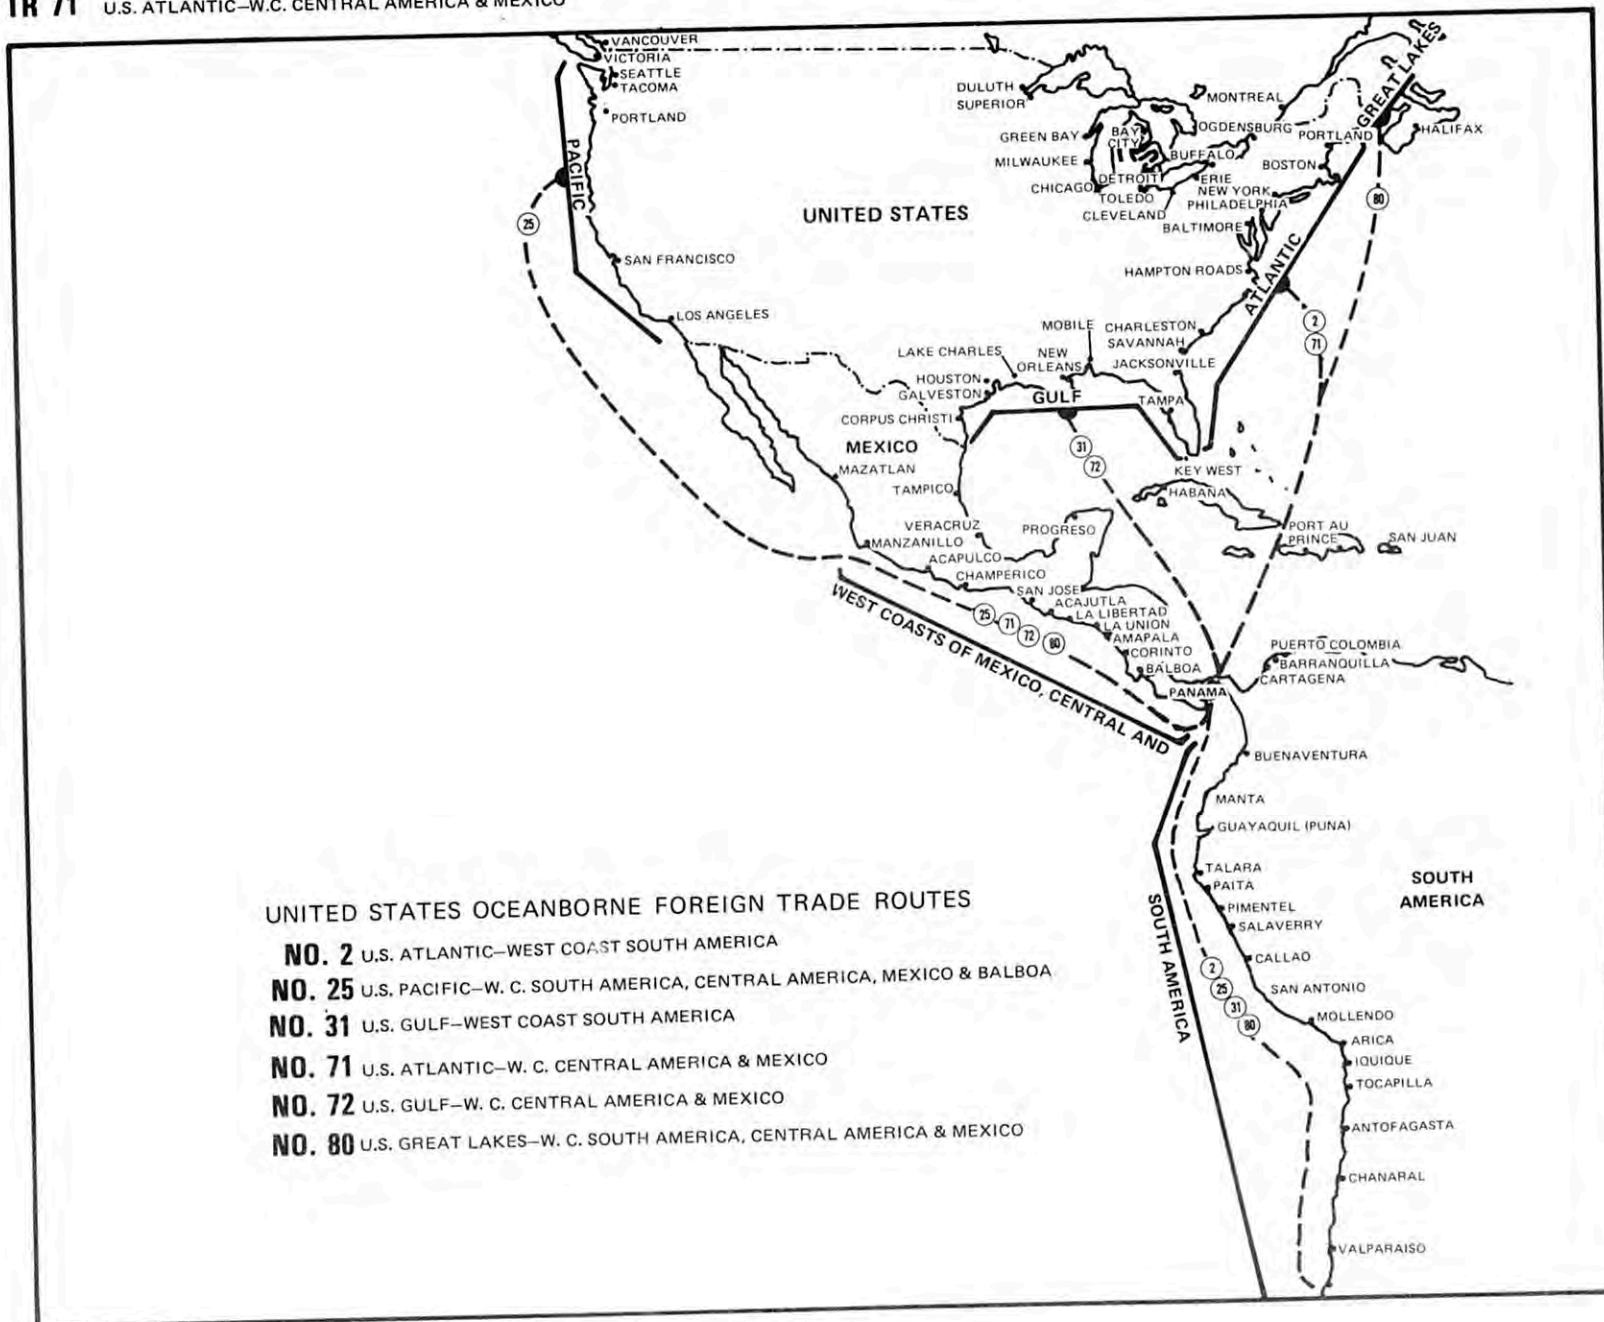 TR 71 U.S. ATLANTIC–W.C. CENTRAL AMERICA & MEXICO
VANCOUVER
VICTORIA
SEATTLE
TACOMA
PORTLAND
PACIFIC
25
SAN FRANCISCO
LOS ANGELES
UNITED STATES
DULUTH
SUPERIOR
GREEN BAY
MILWAUKEE
CHICAGO
BAY
CITY
DETROIT
TOLEDO
CLEVELAND
MONTREAL
OGDENSBURG
BUFFALO
ERIE
GREAT LAKES
PORTLAND
HALIFAX
BOSTON
NEW YORK
PHILADELPHIA
BALTIMORE
HAMPTON ROADS
ATLANTIC
80
2
71
MOBILE
CHARLESTON
SAVANNAH
JACKSONVILLE
LAKE CHARLES
NEW
ORLEANS
HOUSTON
GALVESTON
CORPUS CHRISTI
GULF
TAMPA
31
72
KEY WEST
HABANA
MEXICO
MAZATLAN
TAMPICO
VERACRUZ
PROGRESO
MANZANILLO
ACAPULCO
CHAMPERICO
SAN JOSE
ACAJUTLA
LA LIBERTAD
LA UNION
AMAPALA
CORINTO
BALBOA
PANAMA
PORT AU
PRINCE
SAN JUAN
25 71 72 80
WEST COASTS OF MEXICO, CENTRAL AND
PUERTO COLOMBIA
BARRANQUILLA
CARTAGENA
BUENAVENTURA
MANTA
GUAYAQUIL (PUNA)
TALARA
PAITA
PIMENTEL
SALAVERRY
CALLAO
SAN ANTONIO
MOLLENDO
ARICA
IQUIQUE
TOCAPILLA
ANTOFAGASTA
CHANARAL
VALPARAISO
SOUTH
AMERICA
SOUTH AMERICA
2
25
31
80
UNITED STATES OCEANBORNE FOREIGN TRADE ROUTES
NO. 2 U.S. ATLANTIC–WEST COAST SOUTH AMERICA
NO. 25 U.S. PACIFIC–W. C. SOUTH AMERICA, CENTRAL AMERICA, MEXICO & BALBOA
NO. 31 U.S. GULF–WEST COAST SOUTH AMERICA
NO. 71 U.S. ATLANTIC–W. C. CENTRAL AMERICA & MEXICO
NO. 72 U.S. GULF–W. C. CENTRAL AMERICA & MEXICO
NO. 80 U.S. GREAT LAKES–W. C. SOUTH AMERICA, CENTRAL AMERICA & MEXICO